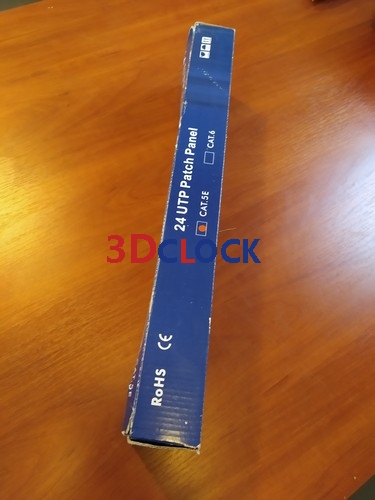 24 UTP Patch Panel
CAT.5E
CAT.6
3DCLOCK
RoHS CE